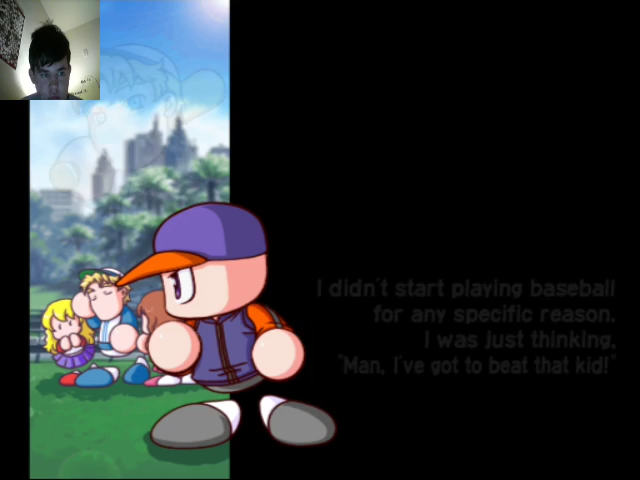 I didn't start playing baseball
for any specific reason.
I was just thinking,
"Man, I've got to beat that kid!"